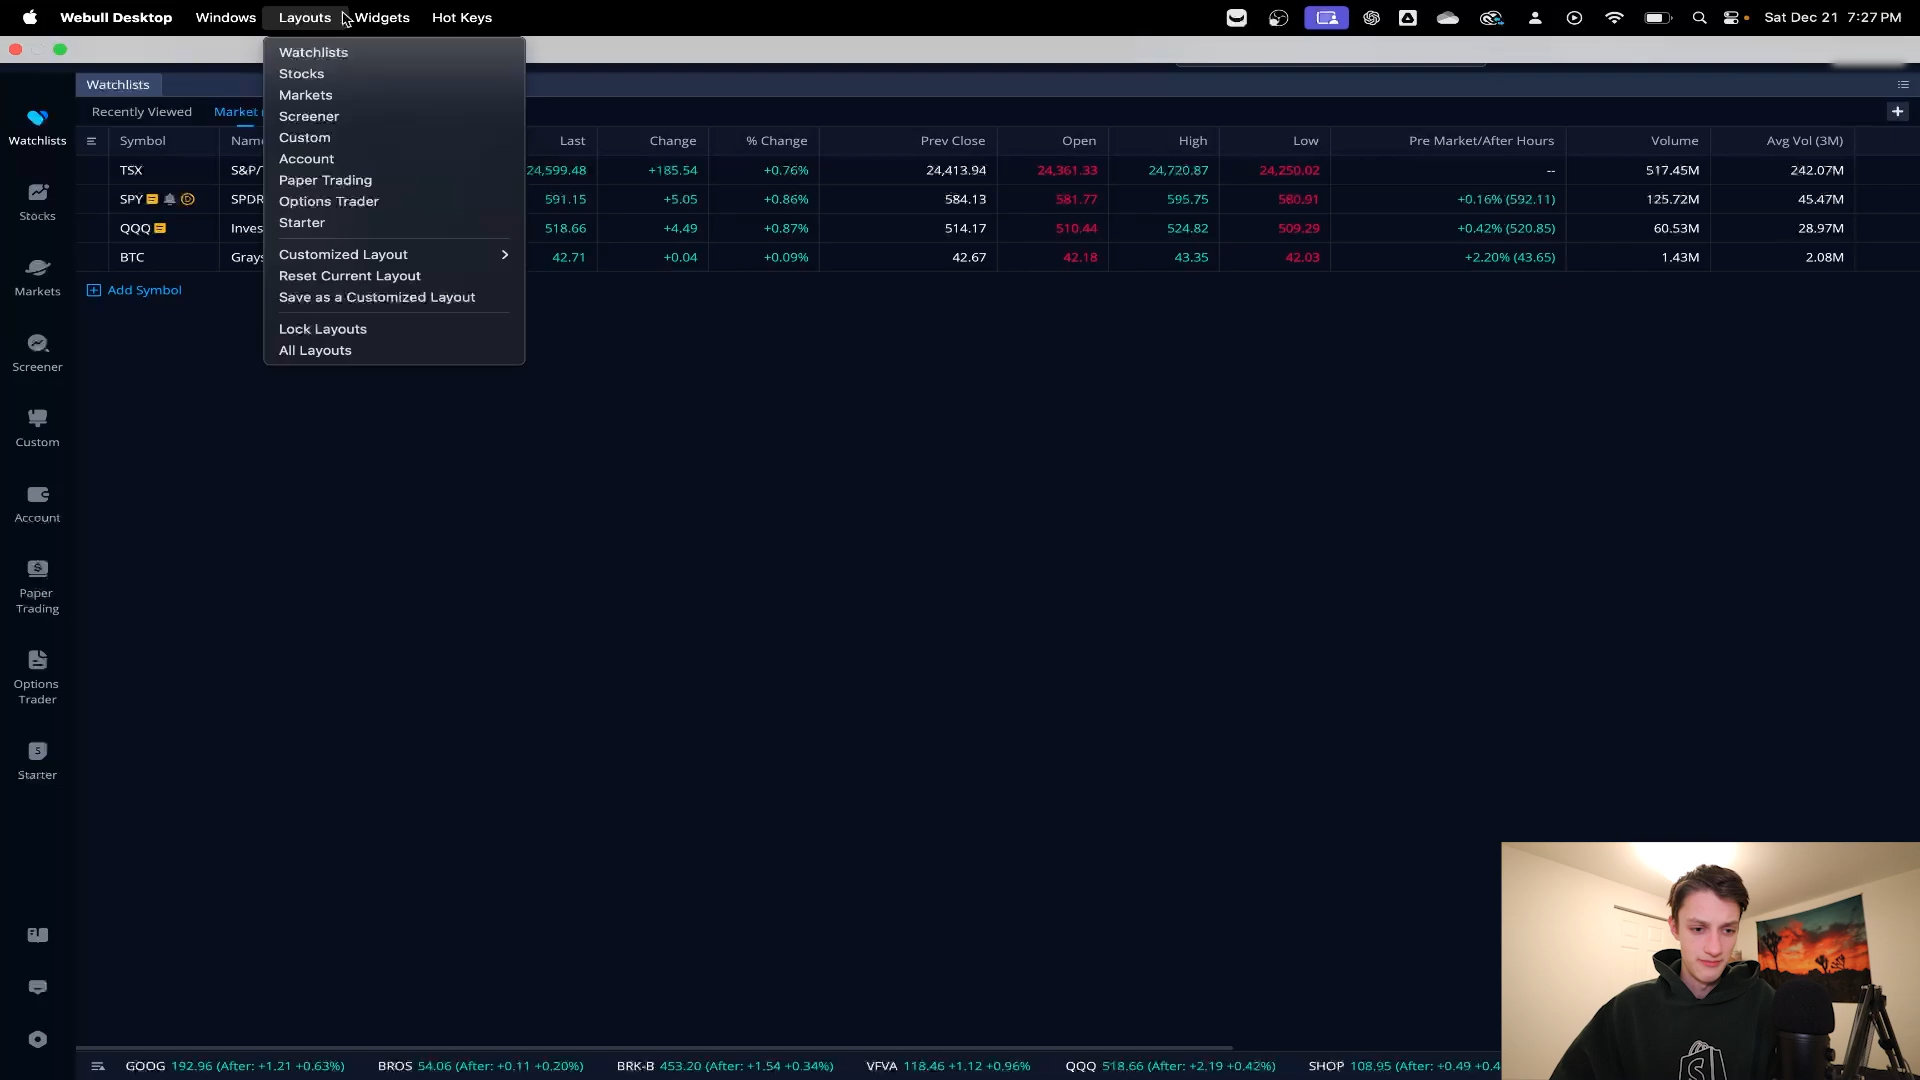 Webull Desktop Windows Layouts Widgets Hot Keys Sat Dec 21 7:27 PM
Watchlists
Stocks
Markets
Screener
Custom
Account
Paper Trading
Options Trader
Starter
Customized Layout
Reset Current Layout
Save as a Customized Layout
Lock Layouts
All Layouts
Watchlists
Recently Viewed Market
Symbol Name Last Change % Change Prev Close Open High Low Pre Market/After Hours Volume Avg Vol (3M)
TSX S&P/ 24,599.48 +185.54 +0.76% 24,413.94 24,361.33 24,720.87 24,250.02 -- 517.45M 242.07M
SPY SPDR 591.15 +5.05 +0.86% 584.13 581.77 595.75 580.91 +0.16% (592.11) 125.72M 45.47M
QQQ Inves 518.66 +4.49 +0.87% 514.17 510.44 524.82 509.29 +0.42% (520.85) 60.53M 28.97M
BTC Grays 42.71 +0.04 +0.09% 42.67 42.18 43.35 42.03 +2.20% (43.65) 1.43M 2.08M
Add Symbol
Watchlists
Stocks
Markets
Screener
Custom
Account
Paper
Trading
Options
Trader
Starter
GOOG 192.96 (After: +1.21 +0.63%) BROS 54.06 (After: +0.11 +0.20%) BRK-B 453.20 (After: +1.54 +0.34%) VFVA 118.46 +1.12 +0.96% QQQ 518.66 (After: +2.19 +0.42%) SHOP 108.95 (After: +0.49 +0.4